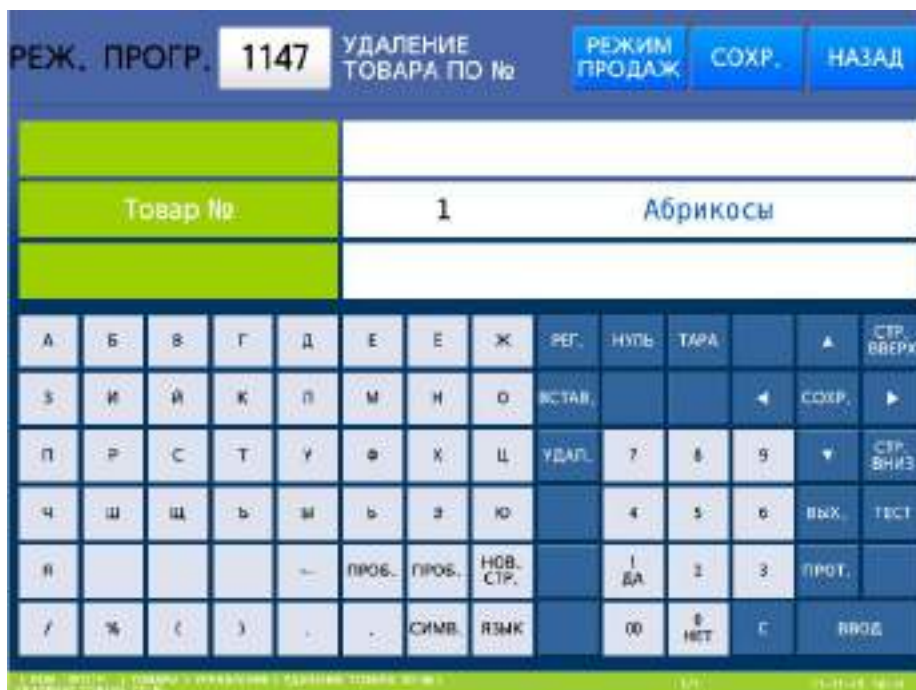 РЕЖ. ПРОГР. 1147 УДАЛЕНИЕ ТОВАРА ПО № РЕЖИМ ПРОДАЖ СОХР. НАЗАД
Товар № 1 Абрикосы
А Б В Г Д Е Ё Ж РЕГ. НУЛЬ ТАРА ▲ СТР. ВВЕРХ
З И Й К Л М Н О ВСТАВ. ◄ СОХР. ►
П Р С Т У Ф Х Ц УДАЛ. 7 8 9 ▼ СТР. ВНИЗ
Ч Ш Щ Ъ Ы Ь Э Ю 4 5 6 ВЫХ. ТЕСТ
Я ← ПРОБ. ПРОБ. НОВ. СТР. 1 ДА 2 3 ПРОТ.
/ % ( ) СИМВ. ЯЗЫК 00 0 НЕТ С ВВОД